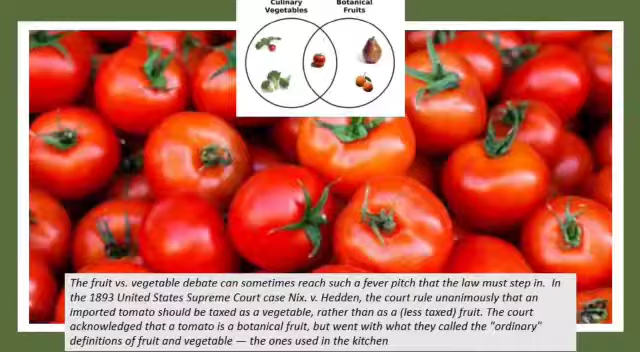 Culinary Vegetables
Botanical Fruits
The fruit vs. vegetable debate can sometimes reach such a fever pitch that the law must step in.  In
the 1893 United States Supreme Court case Nix. v. Hedden, the court rule unanimously that an
imported tomato should be taxed as a vegetable, rather than as a (less taxed) fruit. The court
acknowledged that a tomato is a botanical fruit, but went with what they called the "ordinary"
definitions of fruit and vegetable — the ones used in the kitchen